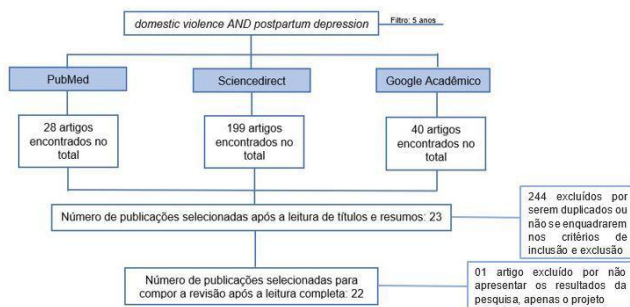 domestic violence AND postpartum depression
Filtro: 5 anos
PubMed
Sciencedirect
Google Acadêmico
28 artigos
encontrados no
total
199 artigos
encontrados no
total
40 artigos
encontrados no
total
244 excluídos por
serem duplicados ou
não se enquadrarem
nos critérios de
inclusão e exclusão
Número de publicações selecionadas após a leitura de títulos e resumos: 23
01 artigo excluído por não
apresentar os resultados da
pesquisa, apenas o projeto
Número de publicações selecionadas para
compor a revisão após a leitura completa: 22